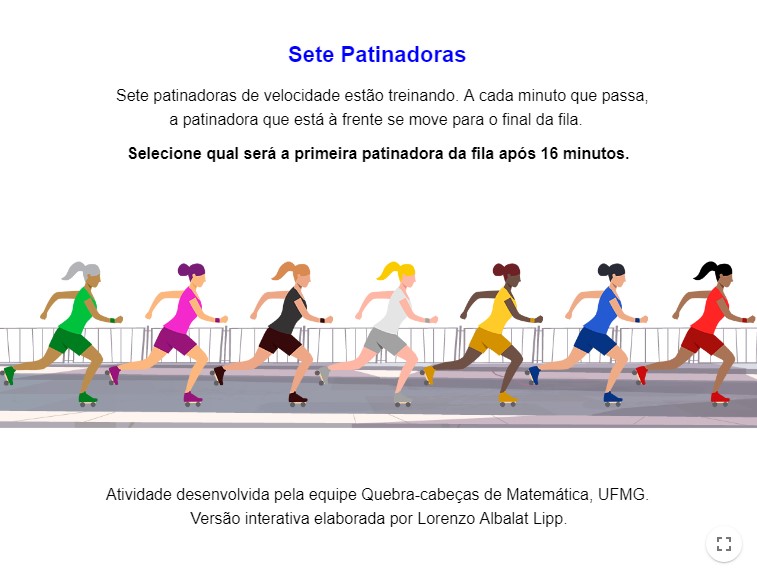 Sete Patinadoras
Sete patinadoras de velocidade estão treinando. A cada minuto que passa,
a patinadora que está à frente se move para o final da fila.
Selecione qual será a primeira patinadora da fila após 16 minutos.
Atividade desenvolvida pela equipe Quebra-cabeças de Matemática, UFMG.
Versão interativa elaborada por Lorenzo Albalat Lipp.